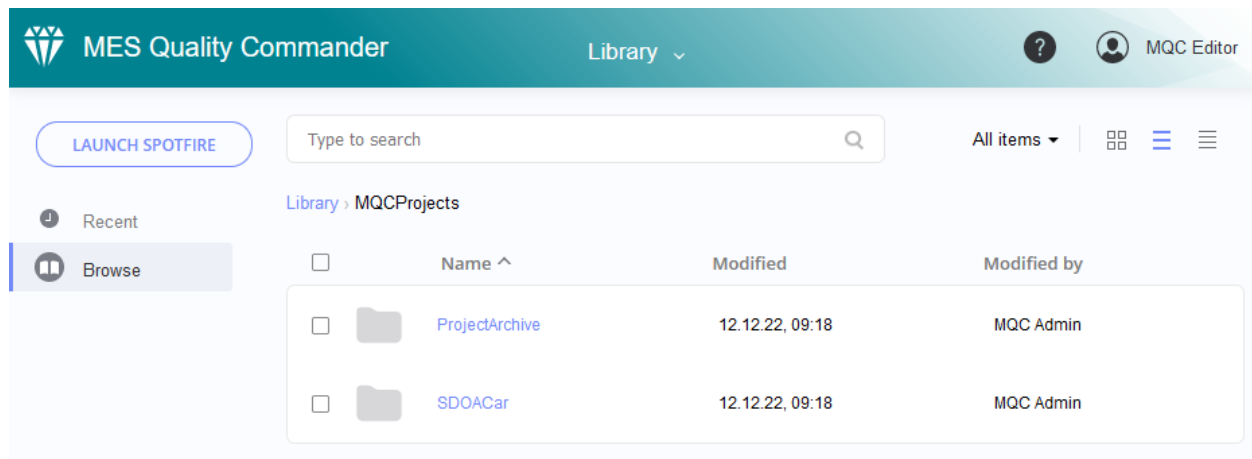 MES Quality Commander
Library
?
MQC Editor
LAUNCH SPOTFIRE
Type to search
All items
Library › MQCProjects
Recent
Browse
Name Modified Modified by
ProjectArchive 12.12.22, 09:18 MQC Admin
SDOACar 12.12.22, 09:18 MQC Admin